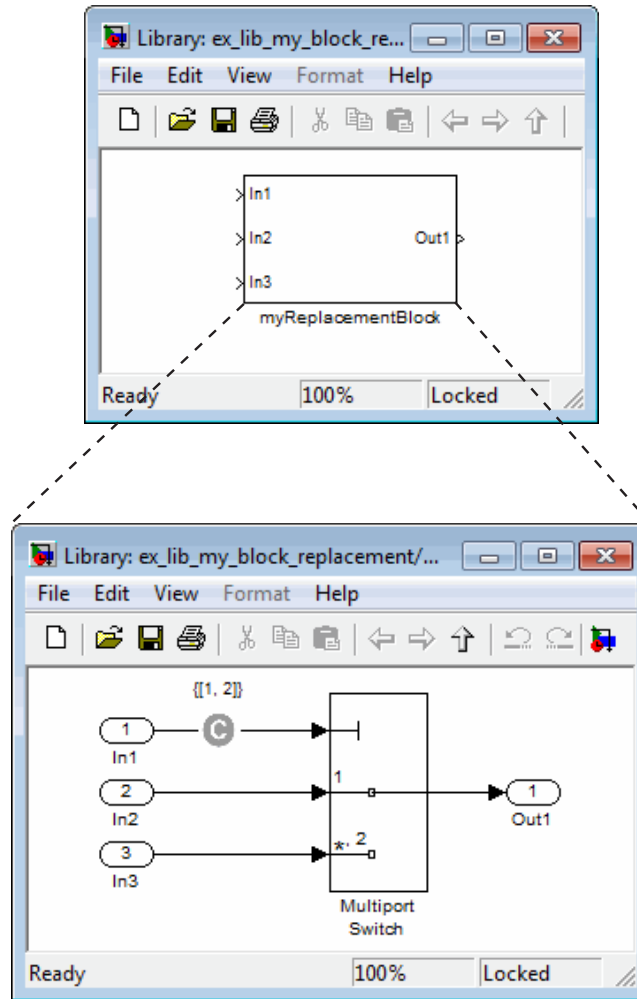 Library: ex_lib_my_block_re...
File Edit View Format Help
In1
In2 Out1
In3
myReplacementBlock
Ready 100% Locked
Library: ex_lib_my_block_replacement/...
File Edit View Format Help
{[1, 2]}
1 C
In1
1
2 1
In2 Out1
*, 2
3
In3
Multiport
Switch
Ready 100% Locked